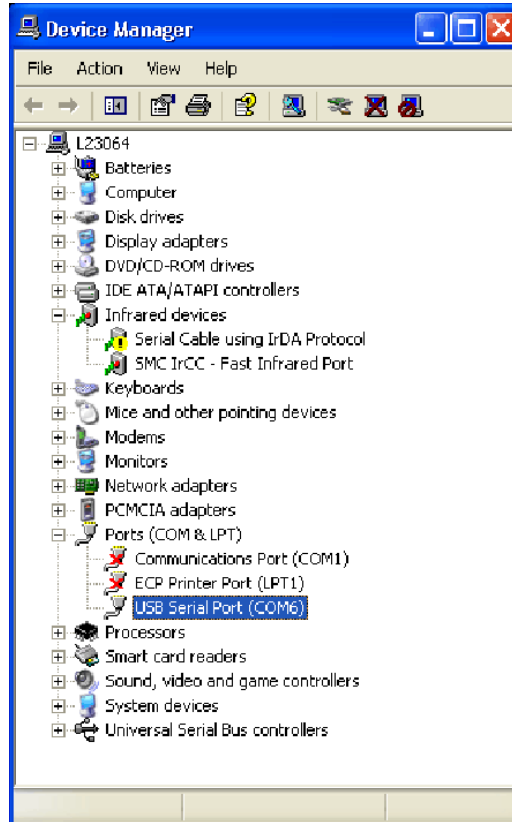 Device Manager
File Action View Help
L23064
Batteries
Computer
Disk drives
Display adapters
DVD/CD-ROM drives
IDE ATA/ATAPI controllers
Infrared devices
Serial Cable using IrDA Protocol
SMC IrCC - Fast Infrared Port
Keyboards
Mice and other pointing devices
Modems
Monitors
Network adapters
PCMCIA adapters
Ports (COM & LPT)
Communications Port (COM1)
ECP Printer Port (LPT1)
USB Serial Port (COM6)
Processors
Smart card readers
Sound, video and game controllers
System devices
Universal Serial Bus controllers